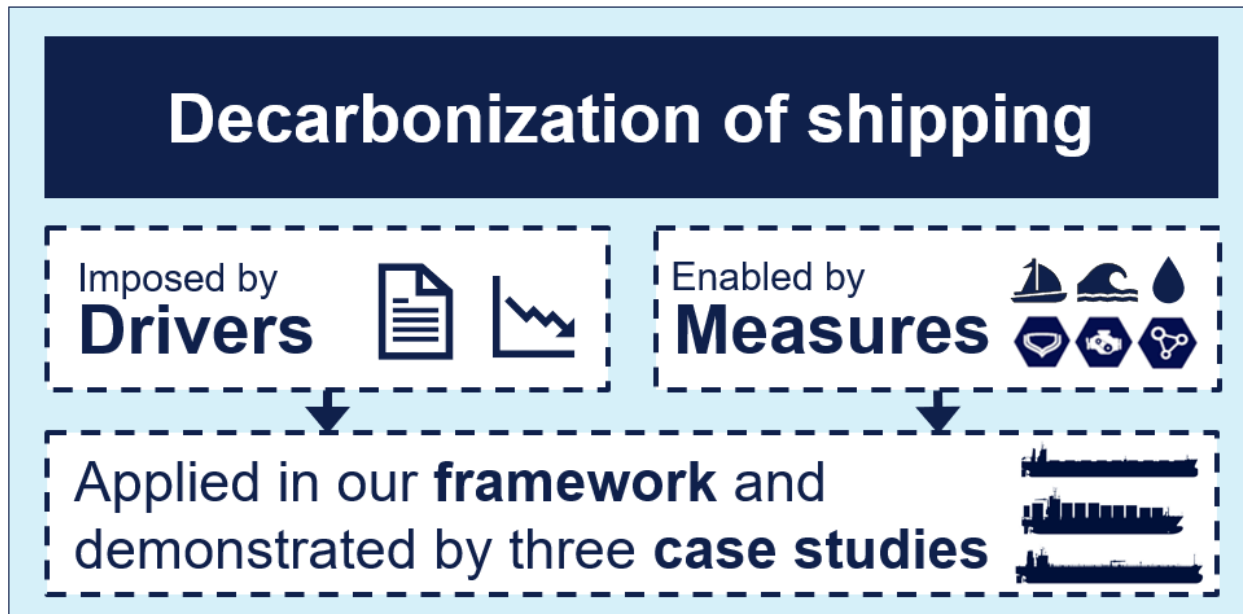 Decarbonization of shipping
Imposed by
Drivers
Enabled by
Measures
Applied in our framework and
demonstrated by three case studies